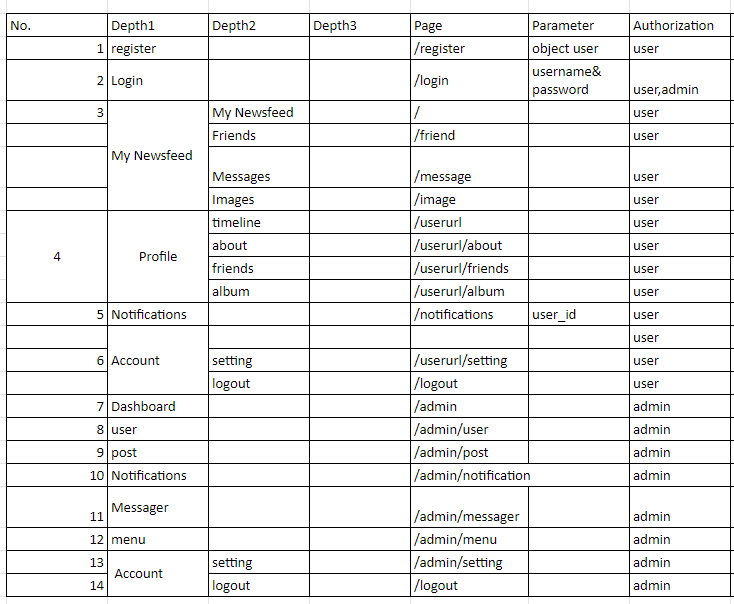 No. Depth1 Depth2 Depth3 Page Parameter Authorization
1 register /register object user user
2 Login /login username& password user,admin
3 My Newsfeed My Newsfeed / user
Friends /friend user
Messages /message user
Images /image user
4 Profile timeline /userurl user
about /userurl/about user
friends /userurl/friends user
album /userurl/album user
5 Notifications /notifications user_id user
user
6 Account setting /userurl/setting user
logout /logout user
7 Dashboard /admin admin
8 user /admin/user admin
9 post /admin/post admin
10 Notifications /admin/notification admin
11 Messager /admin/messager admin
12 menu /admin/menu admin
13 Account setting /admin/setting admin
14 logout /logout admin